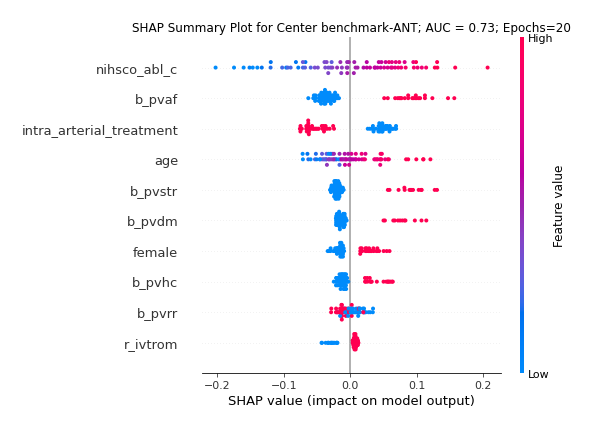 SHAP Summary Plot for Center benchmark-ANT; AUC = 0.73; Epochs=20
High
nihsco_abl_c
b_pvaf
intra_arterial_treatment
age
b_pvstr
b_pvdm
female
b_pvhc
b_pvrr
r_ivtrom
Feature value
Low
−0.2 −0.1 0.0 0.1 0.2
SHAP value (impact on model output)